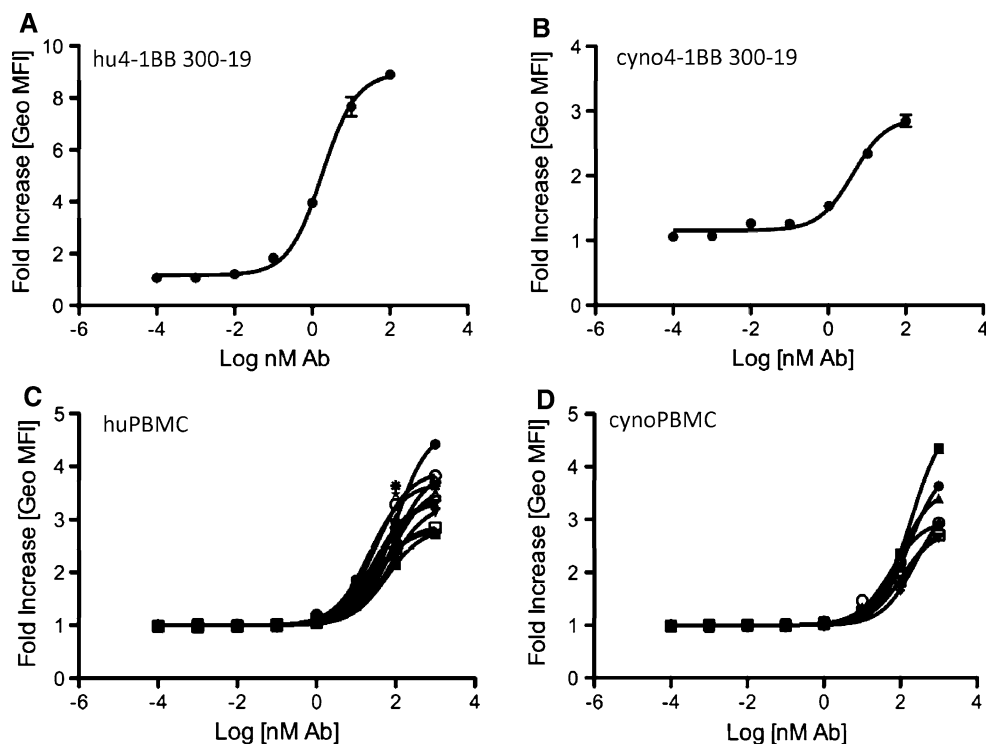 A
hu4-1BB 300-19
Fold Increase [Geo MFI]
10
8
6
4
2
0
-6 -4 -2 0 2 4
Log nM Ab
B
cyno4-1BB 300-19
Fold Increase [Geo MFI]
4
3
2
1
0
-6 -4 -2 0 2 4
Log [nM Ab]
C
huPBMC
Fold Increase [Geo MFI]
5
4
3
2
1
0
-6 -4 -2 0 2 4
Log [nM Ab]
D
cynoPBMC
Fold Increase [Geo MFI]
5
4
3
2
1
0
-6 -4 -2 0 2 4
Log [nM Ab]